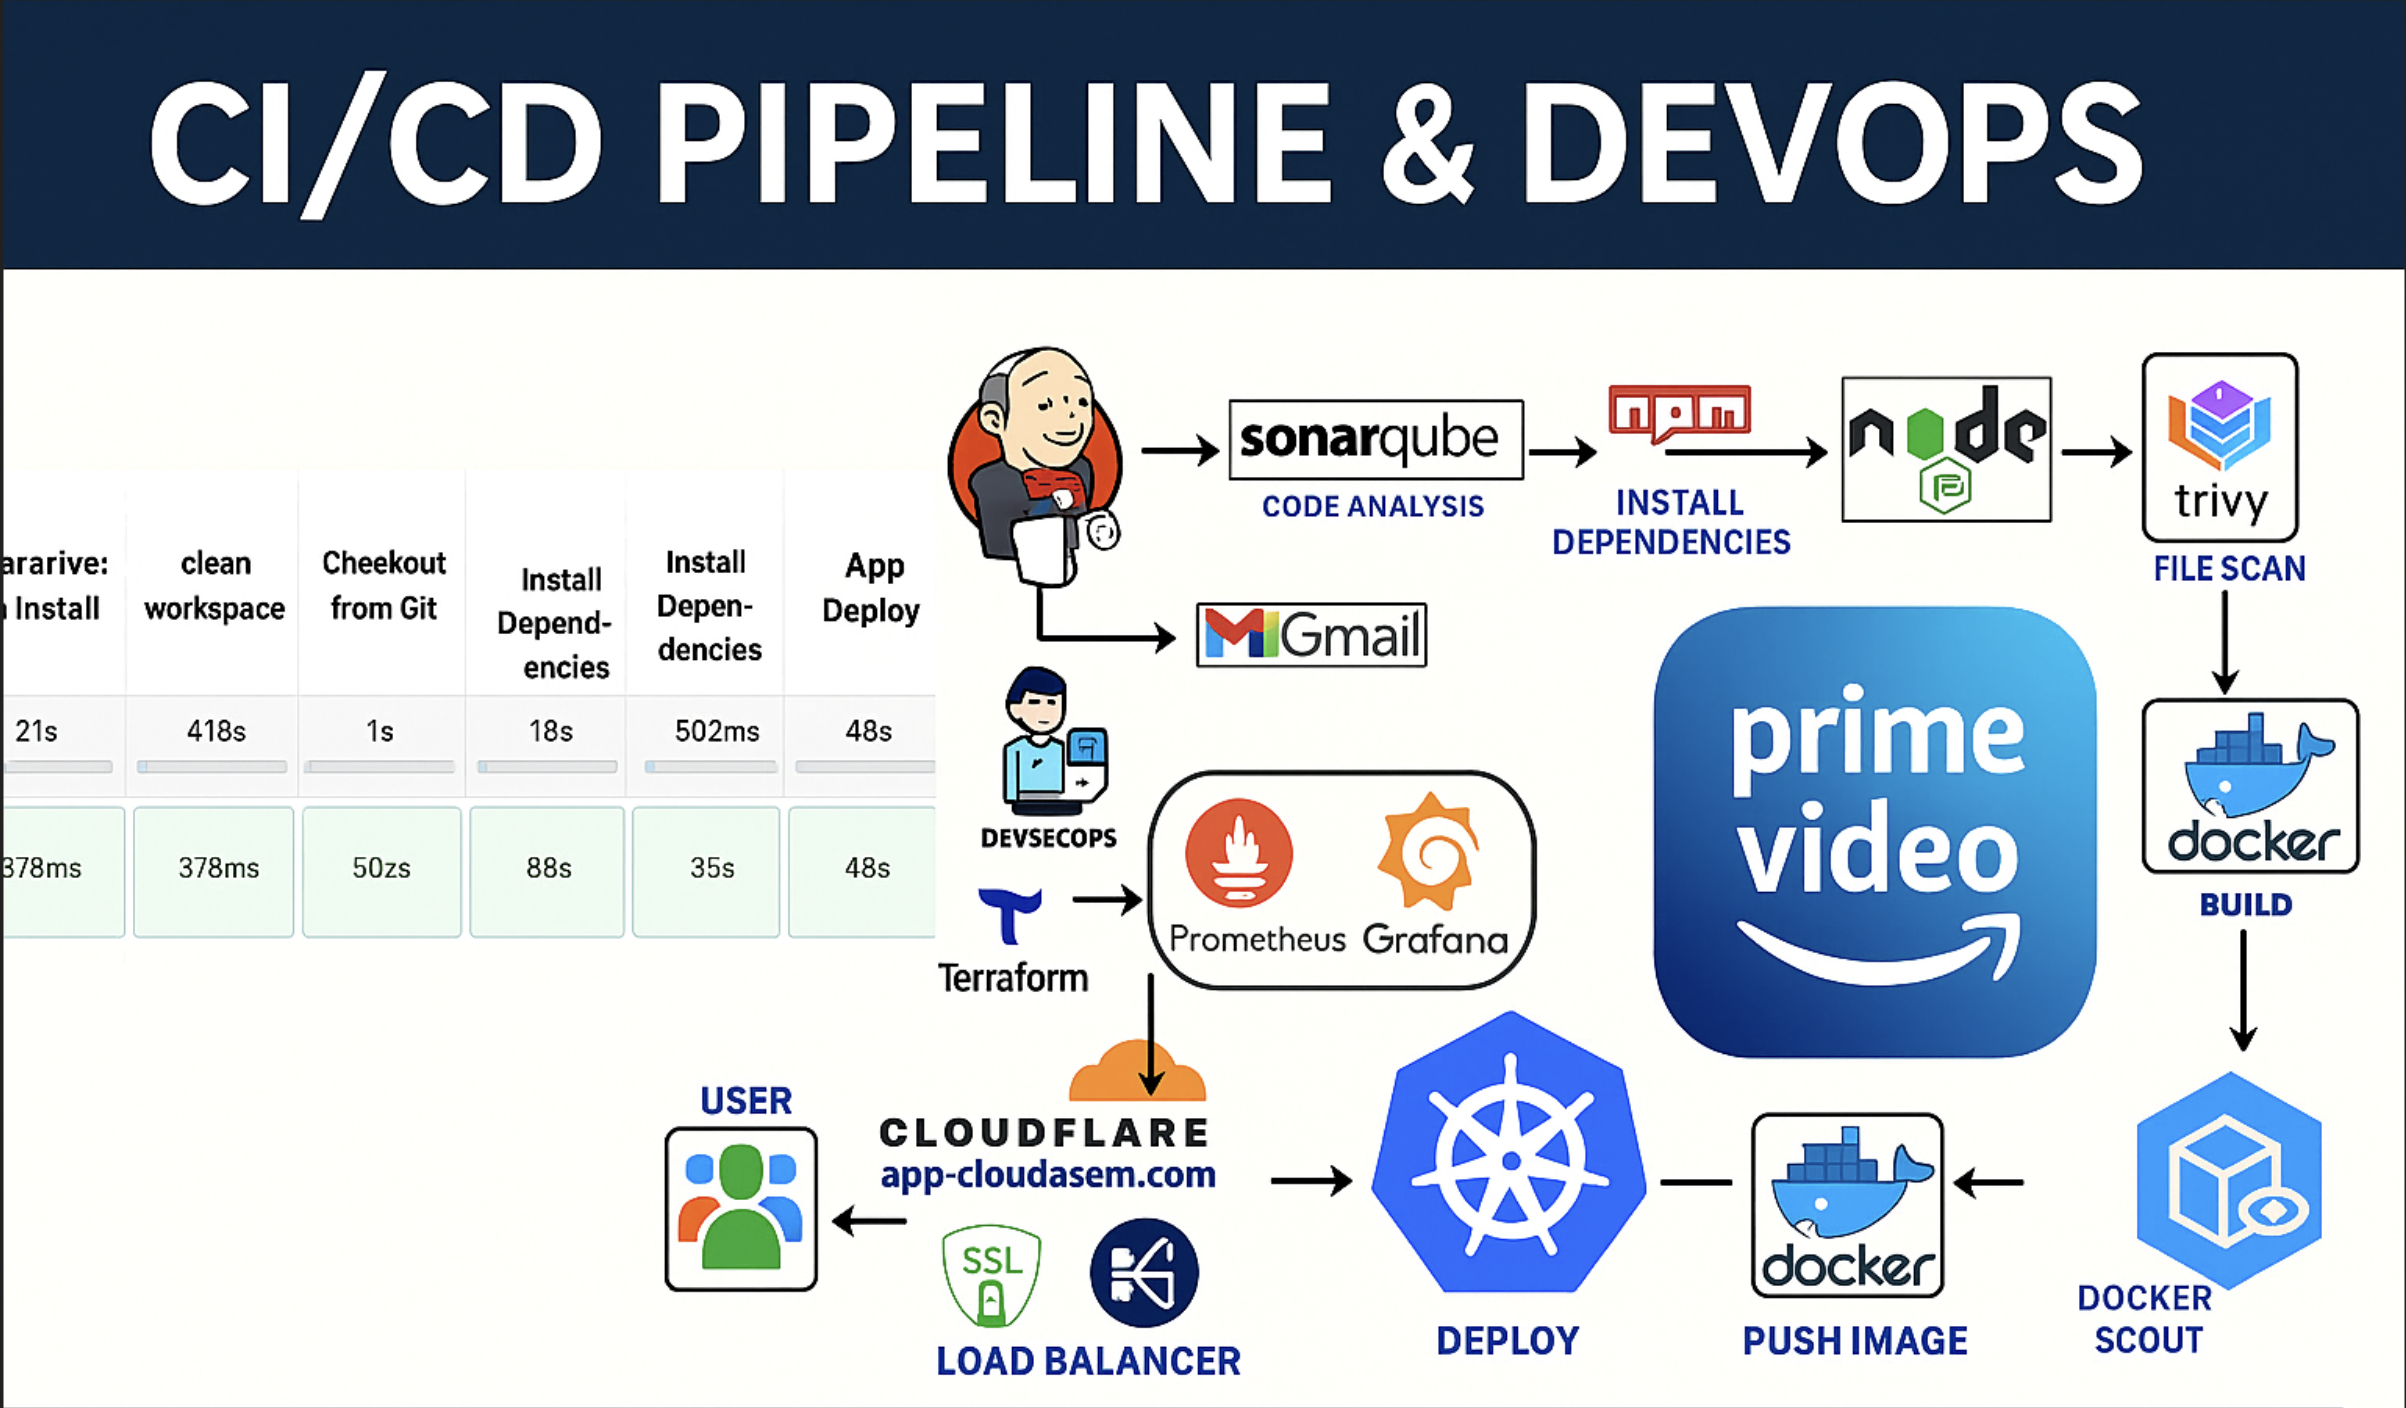 CI/CD PIPELINE & DEVOPS
ararive:
Install
clean
workspace
Cheekout
from Git
Install
Depend-
encies
Install
Depen-
dencies
App
Deploy
21s
418s
1s
18s
502ms
48s
378ms
378ms
50zs
88s
35s
48s
sonarqube
CODE ANALYSIS
npm
INSTALL
DEPENDENCIES
node
trivy
FILE SCAN
Gmail
DEVSECOPS
Terraform
Prometheus
Grafana
prime
video
docker
BUILD
DOCKER
SCOUT
docker
PUSH IMAGE
DEPLOY
CLOUDFLARE
app-cloudasem.com
SSL
LOAD BALANCER
USER